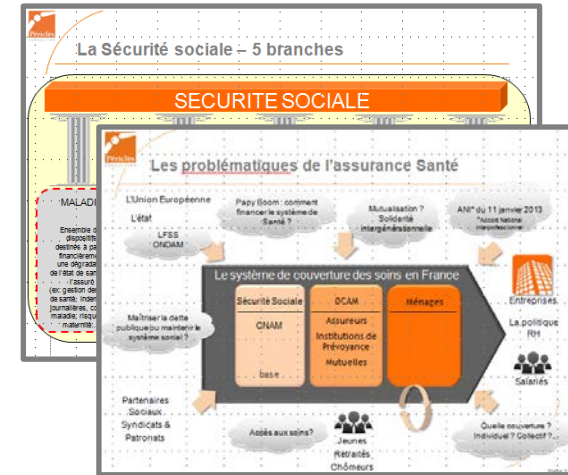 Périclès
La Sécurité sociale – 5 branches
SECURITE SOCIALE
MALADI
Ensemble
dispositifs
destinés à pa
financièrem
une dégrada
de l'état de san
l'assuré
(ex: gestion de
de santé; indem
journalières, co
maladie; risqu
maternité
Périclès
Les problématiques de l'assurance Santé
L'Union Européenne
L'état
LFSS
ONDAM
Papy Boom : comment
financer le système de
Santé ?
Mutualisation ?
Solidarité
intergénérationnelle
ANI* du 11 janvier 2013
*Accord National
Interprofessionnel
Le système de couverture des soins en France
Sécurité Sociale
CNAM
base
OCAM
Assureurs
Institutions de
Prévoyance
Mutuelles
Ménages
Maîtriser la dette
publique ou maintenir le
système social ?
Entreprises
La politique
RH
Salariés
Partenaires
Sociaux
Syndicats &
Patronats
Accès aux soins?
Jeunes
Retraités
Chômeurs
Quelle couverture ?
Individuel ? Collectif ?...